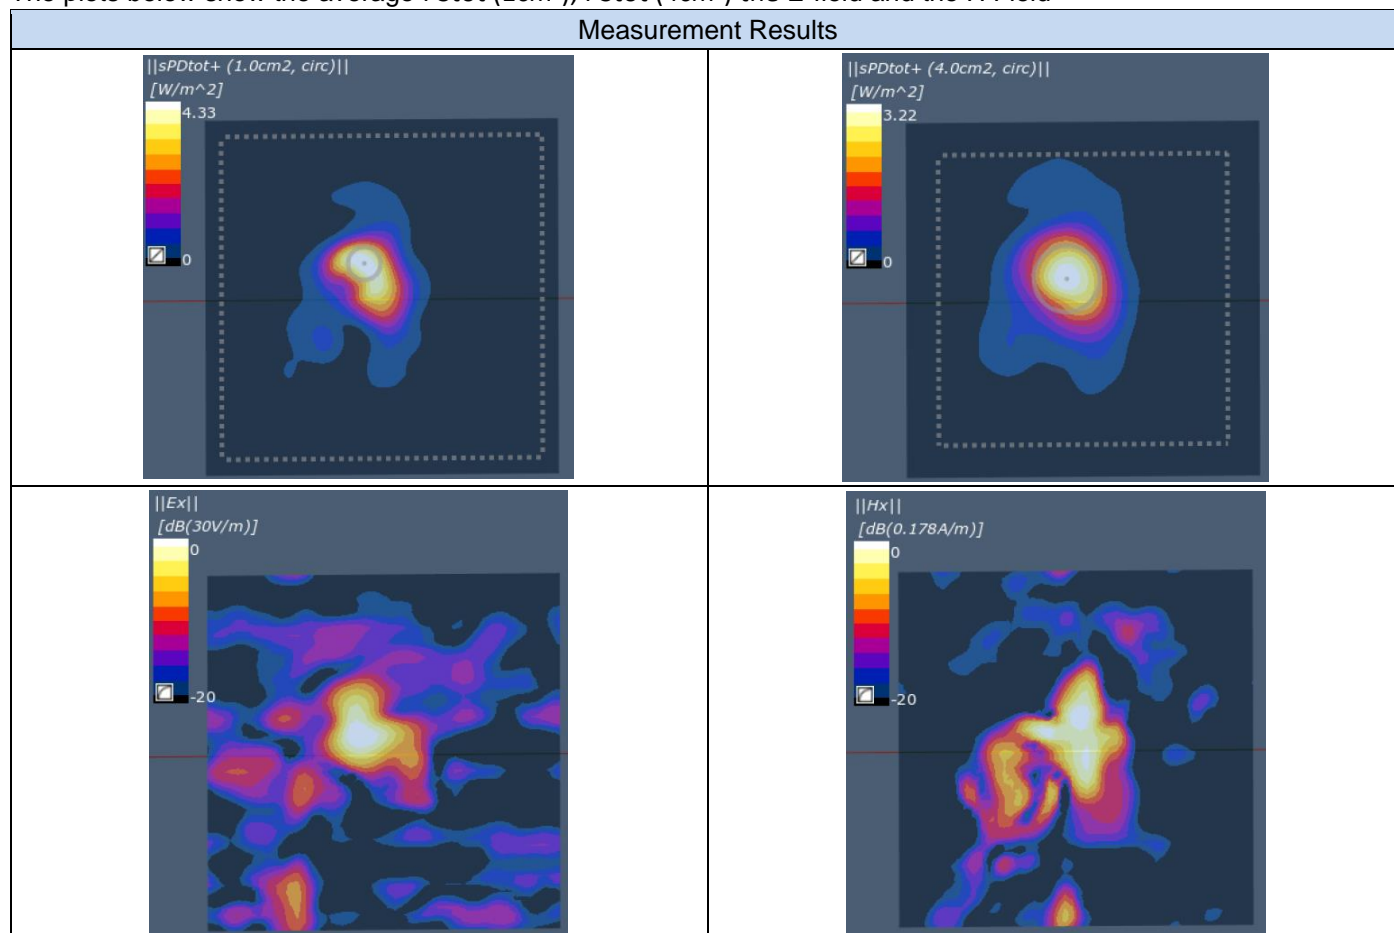 Measurement Results
||sPDtot+ (1.0cm2, circ)||
[W/m^2]
4.33
0
||sPDtot+ (4.0cm2, circ)||
[W/m^2]
3.22
0
||Ex||
[dB(30V/m)]
0
-20
||Hx||
[dB(0.178A/m)]
0
-20